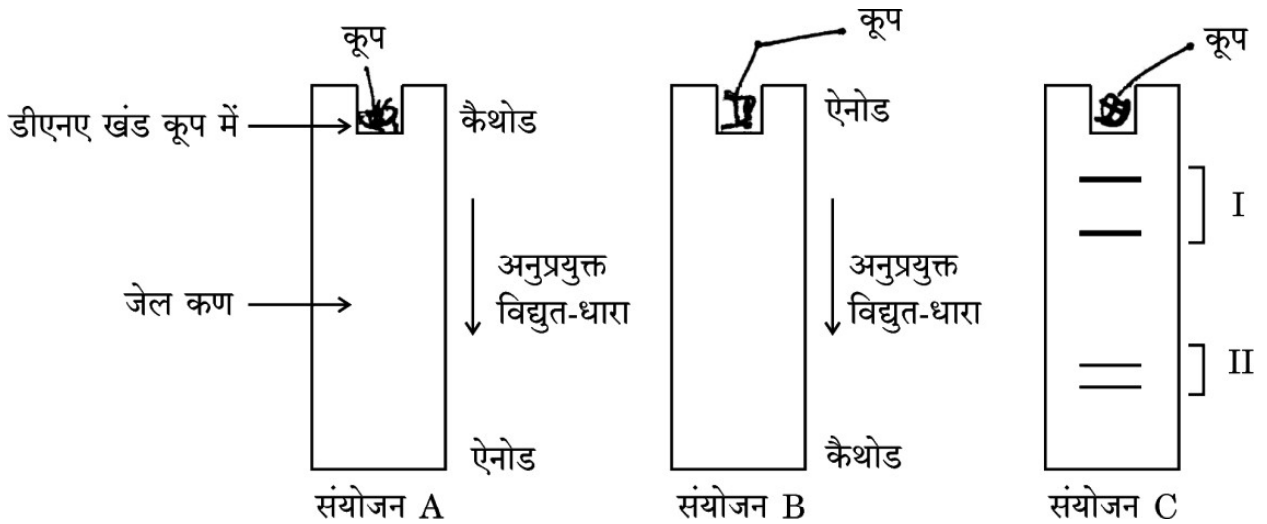 कूप
डीएनए खंड कूप में
कैथोड
अनुप्रयुक्त
विद्युत-धारा
जेल कण
ऐनोड
संयोजन A
कूप
ऐनोड
अनुप्रयुक्त
विद्युत-धारा
कैथोड
संयोजन B
कूप
I
II
संयोजन C